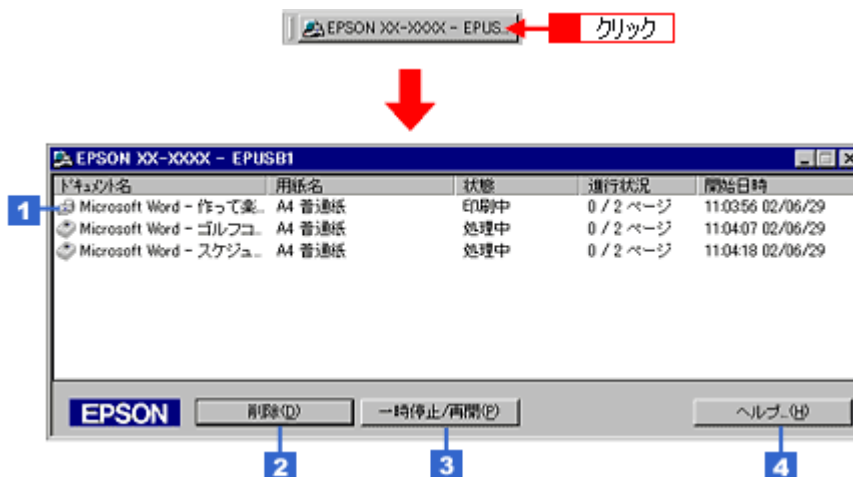 EPSON XX-XXXX - EPUS...
クリック
EPSON XX-XXXX - EPUSB1
ドキュメント名 用紙名 状態 進行状況 開始日時
1
Microsoft Word - 作って楽... A4 普通紙 印刷中 0 / 2 ページ 11:03:56 02/06/29
Microsoft Word - ゴルフコ... A4 普通紙 処理中 0 / 2 ページ 11:04:07 02/06/29
Microsoft Word - スケジュ... A4 普通紙 処理中 0 / 2 ページ 11:04:18 02/06/29
EPSON 削除(D) 一時停止/再開(P) ヘルプ...(H)
2 3 4